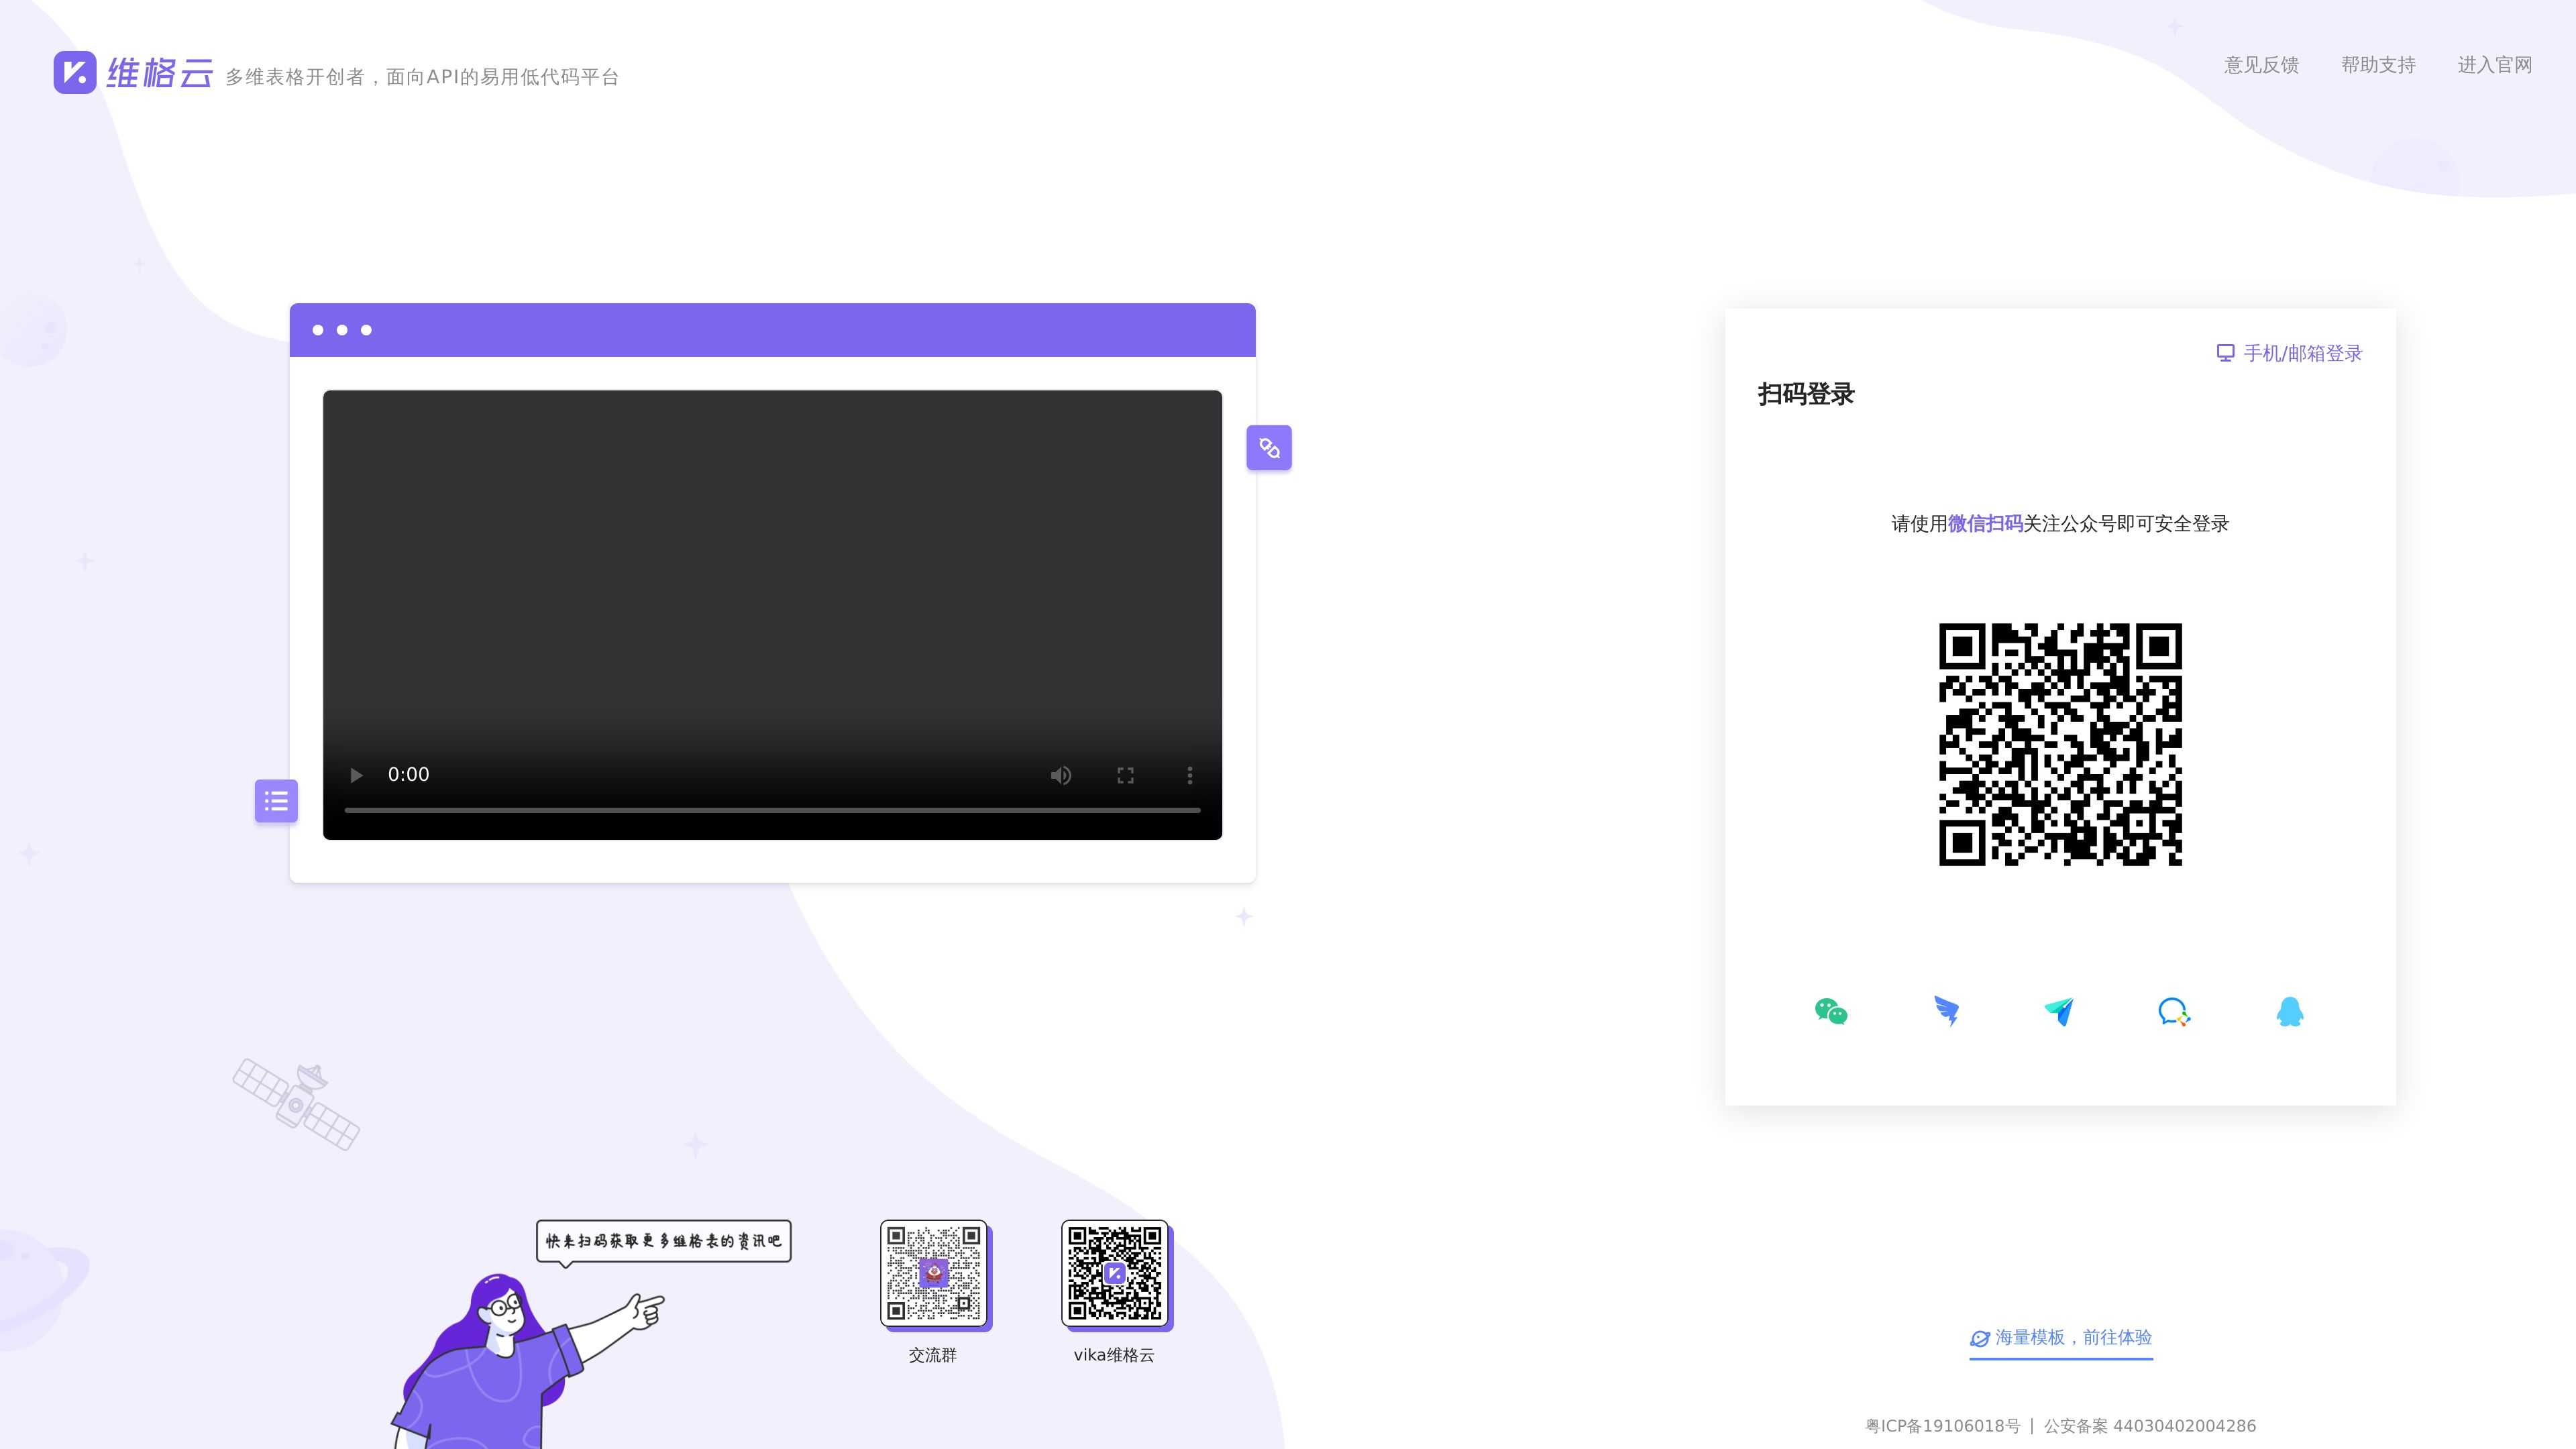 维格云 多维表格开创者，面向API的易用低代码平台
意见反馈 帮助支持 进入官网
手机/邮箱登录
扫码登录
请使用微信扫码关注公众号即可安全登录
0:00
快来扫码获取更多维格表的资讯吧
交流群 vika维格云
海量模板，前往体验
粤ICP备19106018号 | 公安备案 44030402004286